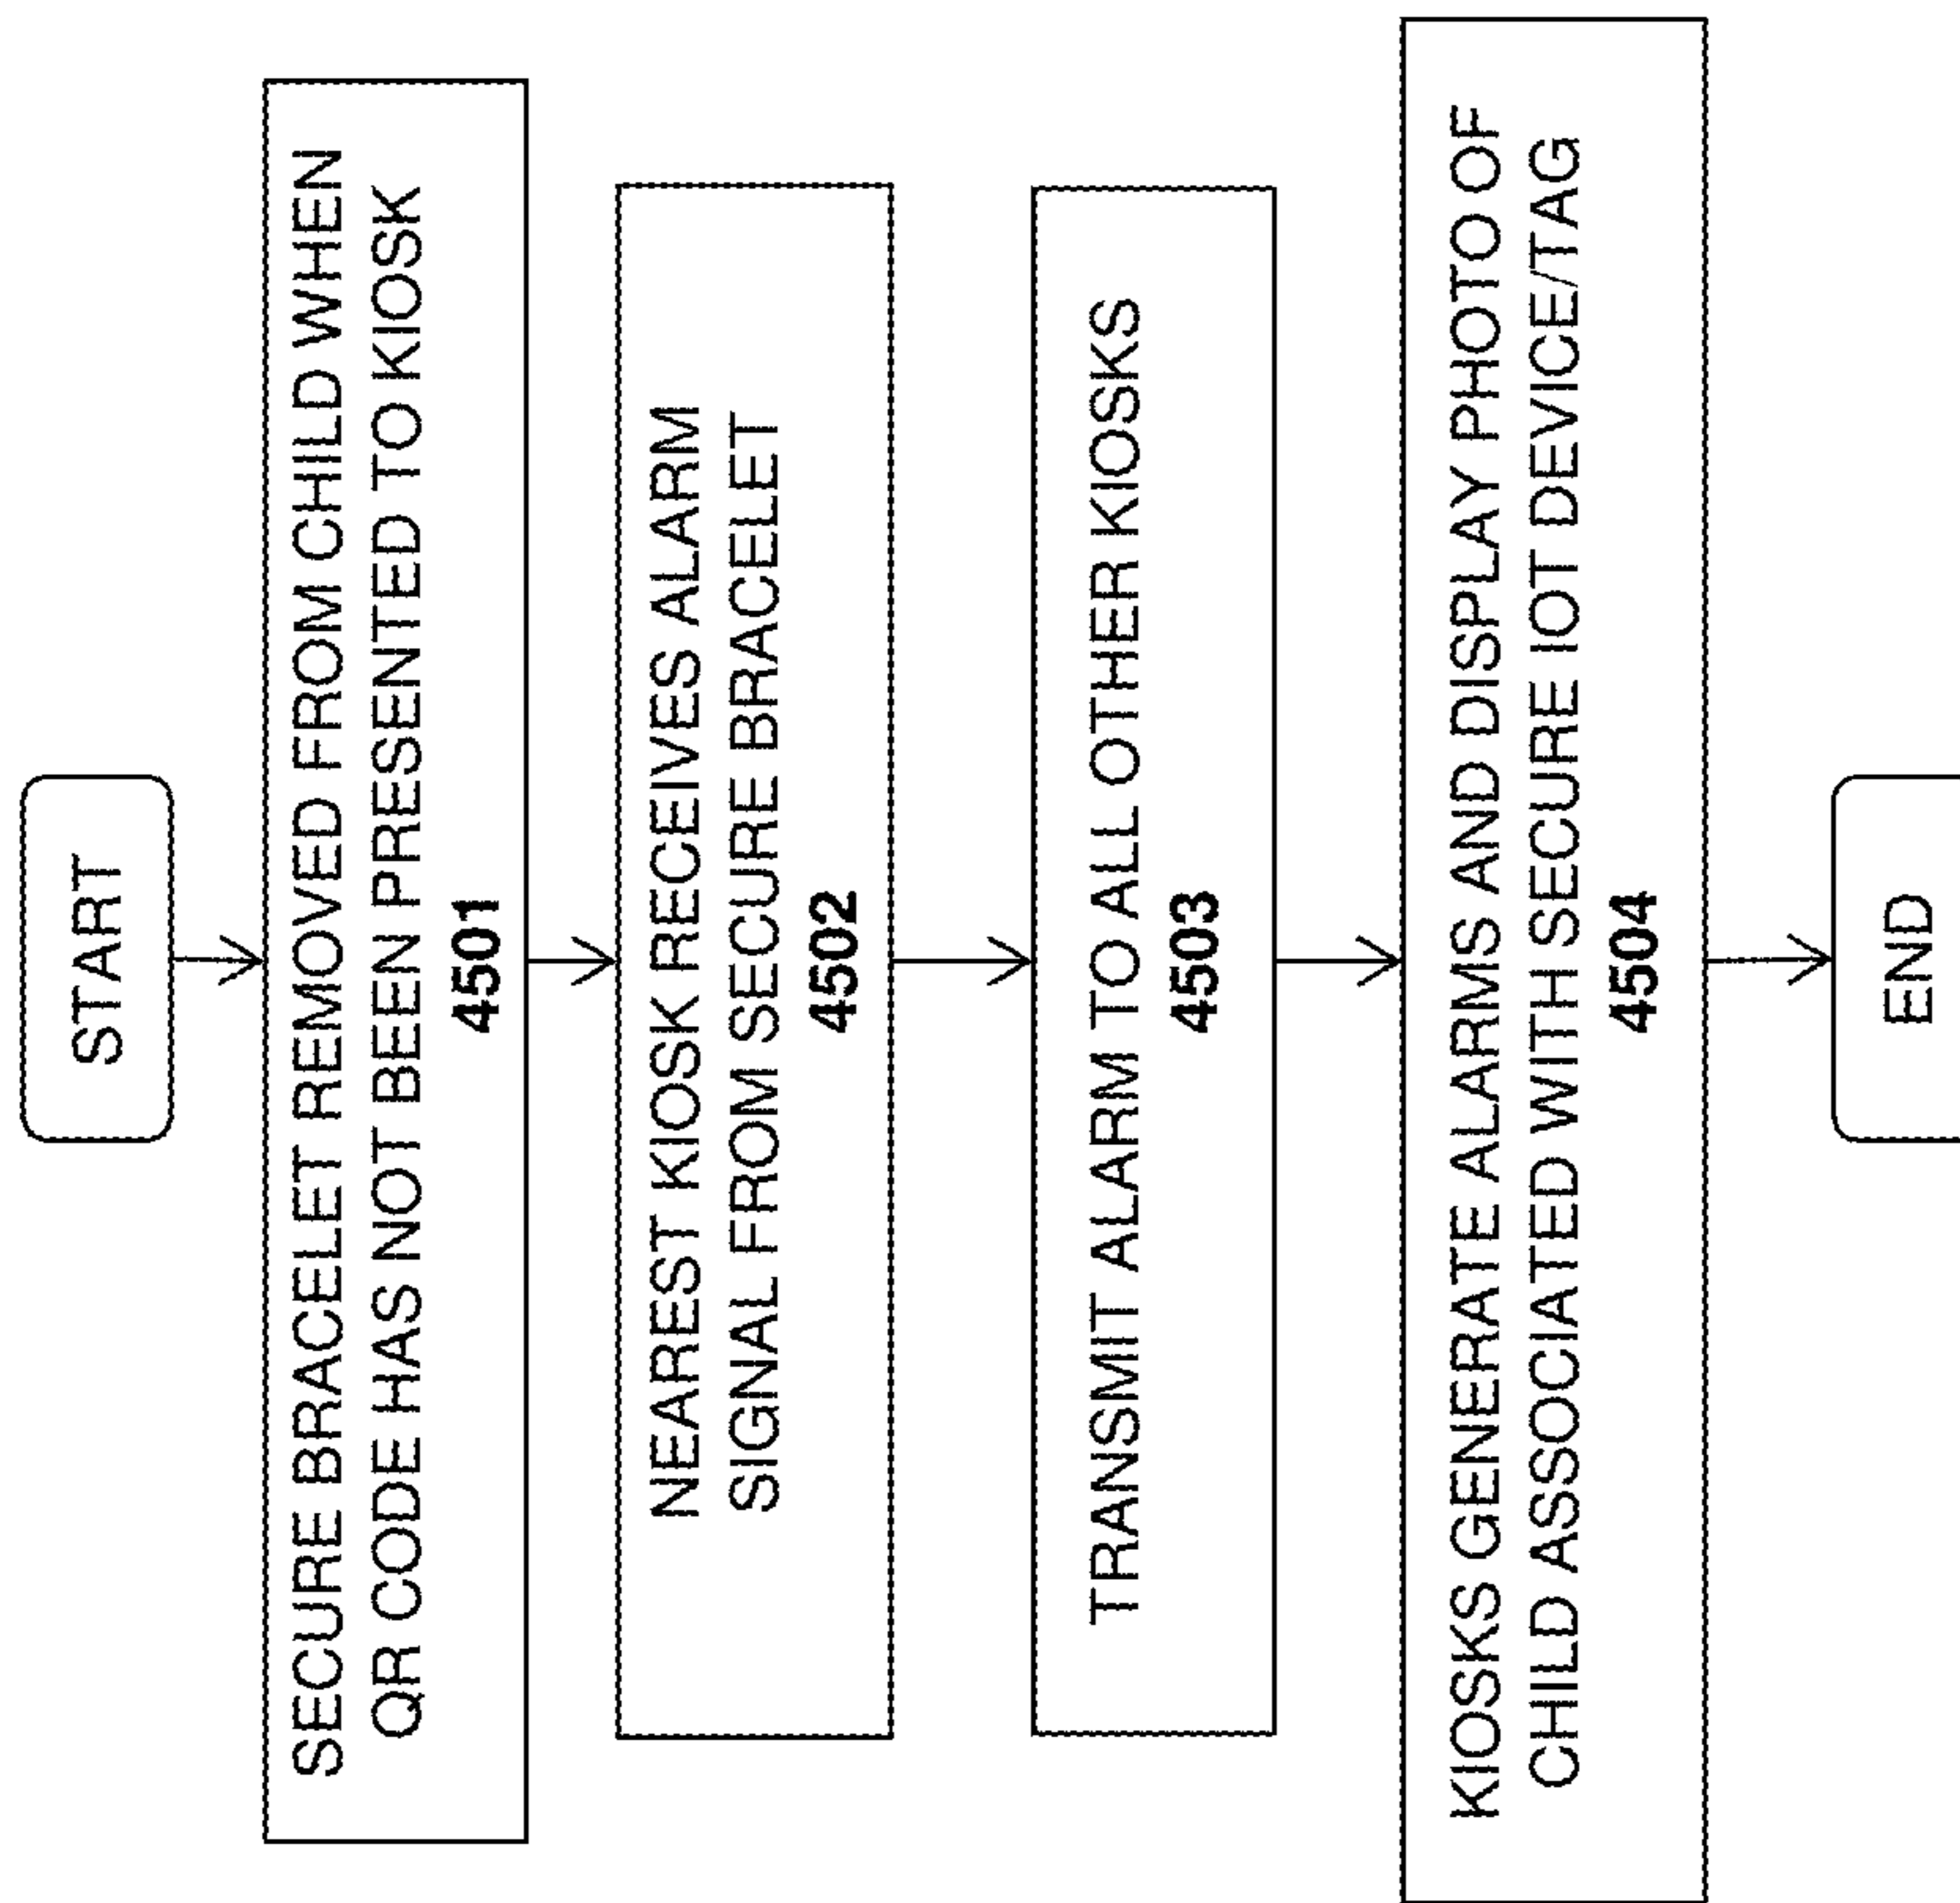 START
SECURE BRACELET REMOVED FROM CHILD WHEN
QR CODE HAS NOT BEEN PRESENTED TO KIOSK
4501
NEAREST KIOSK RECEIVES ALARM
SIGNAL FROM SECURE BRACELET
4502
TRANSMIT ALARM TO ALL OTHER KIOSKS
4503
KIOSKS GENERATE ALARMS AND DISPLAY PHOTO OF
CHILD ASSOCIATED WITH SECURE IOT DEVICE/TAG
4504
END